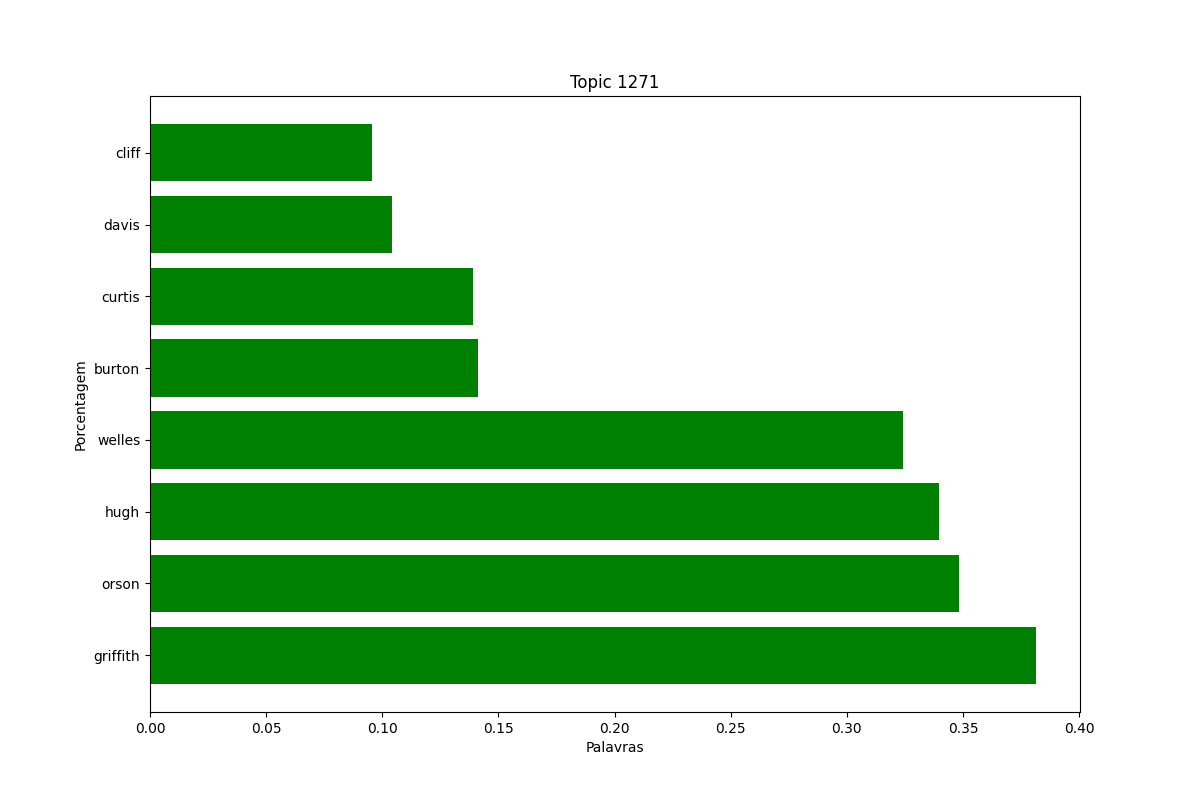 Topic 1271
cliff
davis
curtis
burton
welles
hugh
orson
griffith
Porcentagem
0.00 0.05 0.10 0.15 0.20 0.25 0.30 0.35 0.40
Palavras